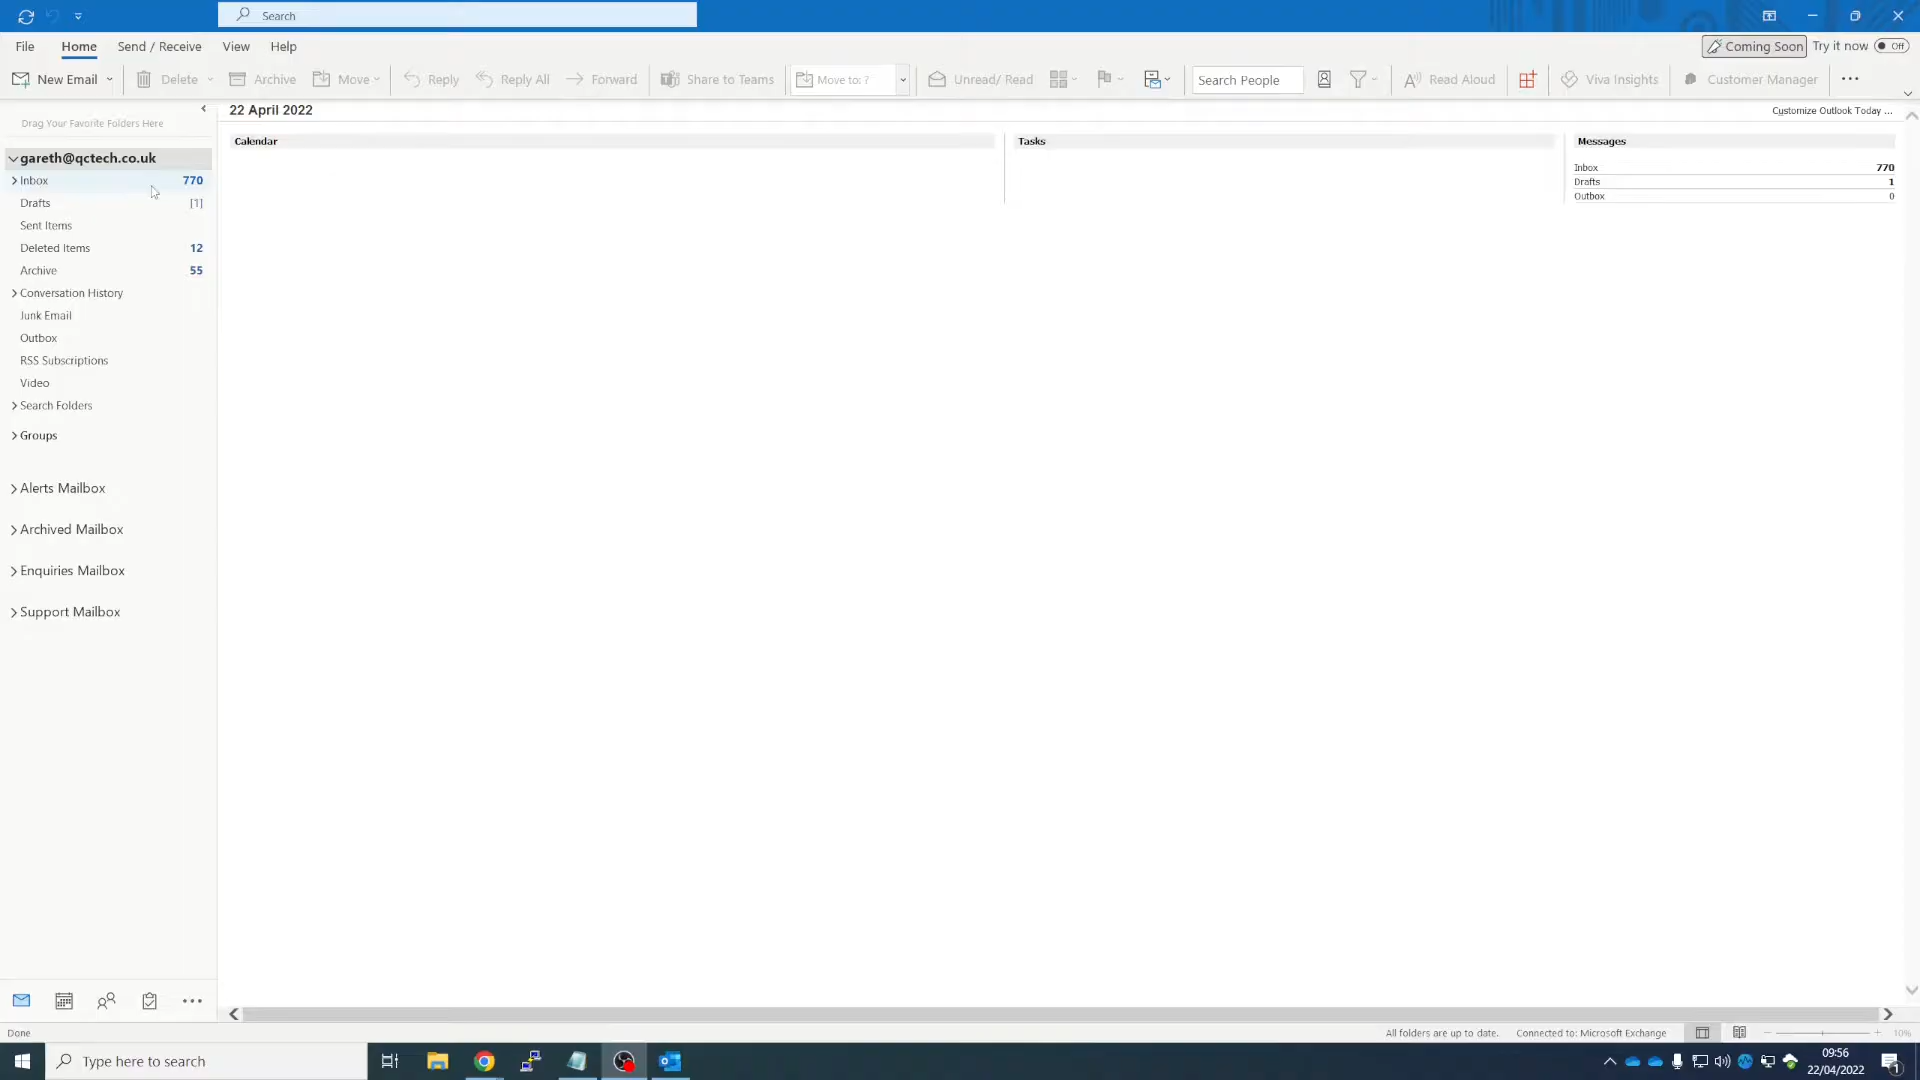 Search
File Home Send / Receive View Help
Coming Soon Try it now Off
New Email Delete Archive Move Reply Reply All Forward Share to Teams Move to: ? Unread/ Read Search People Read Aloud Viva Insights Customer Manager
Drag Your Favorite Folders Here
22 April 2022
Customize Outlook Today ...
Calendar
Tasks
Messages
gareth@qctech.co.uk
Inbox 770
Drafts [1]
Sent Items
Deleted Items 12
Archive 55
Conversation History
Junk Email
Outbox
RSS Subscriptions
Video
Search Folders
Groups
Alerts Mailbox
Archived Mailbox
Enquiries Mailbox
Support Mailbox
Inbox 770
Drafts 1
Outbox 0
Done
All folders are up to date. Connected to: Microsoft Exchange 10%
Type here to search
09:56
22/04/2022
1